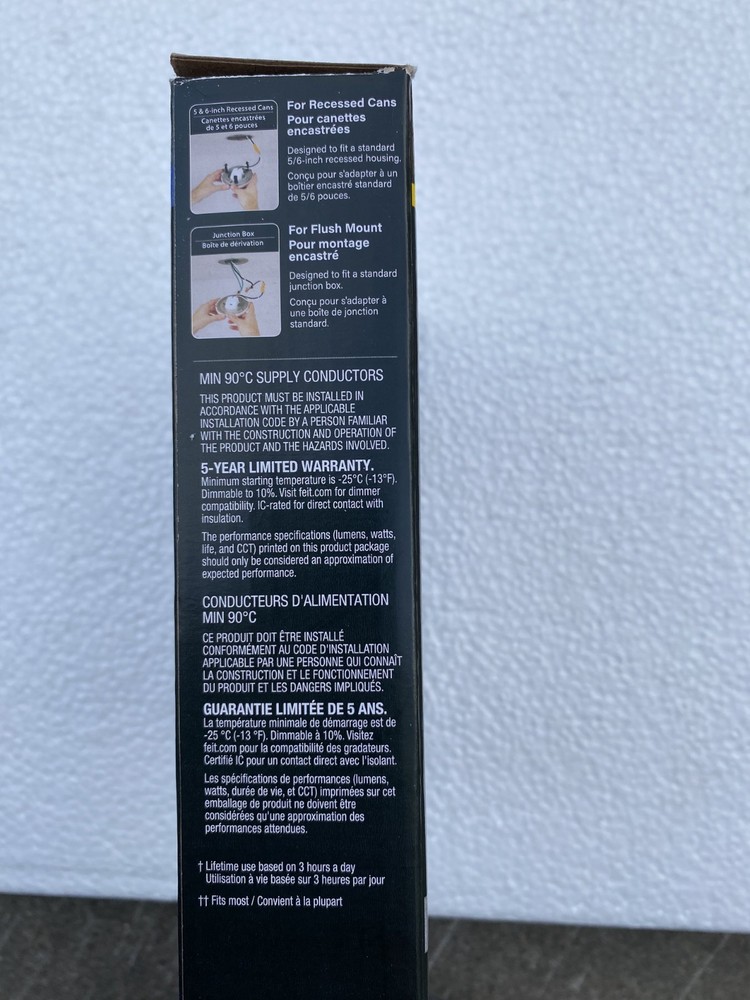 5 & 6-inch Recessed Cans
Canettes encastrées
de 5 et 6 pouces
For Recessed Cans
Pour canettes
encastrées
Designed to fit a standard
5/6-inch recessed housing.
Conçu pour s'adapter à un
boîtier encastré standard
de 5/6 pouces.
Junction Box
Boîte de dérivation
For Flush Mount
Pour montage
encastré
Designed to fit a standard
junction box.
Conçu pour s'adapter à
une boîte de jonction
standard.
MIN 90°C SUPPLY CONDUCTORS
THIS PRODUCT MUST BE INSTALLED IN
ACCORDANCE WITH THE APPLICABLE
INSTALLATION CODE BY A PERSON FAMILIAR
WITH THE CONSTRUCTION AND OPERATION OF
THE PRODUCT AND THE HAZARDS INVOLVED.
5-YEAR LIMITED WARRANTY.
Minimum starting temperature is -25°C (-13°F).
Dimmable to 10%. Visit feit.com for dimmer
compatibility. IC-rated for direct contact with
insulation.
The performance specifications (lumens, watts,
life, and CCT) printed on this product package
should only be considered an approximation of
expected performance.
CONDUCTEURS D'ALIMENTATION
MIN 90°C
CE PRODUIT DOIT ÊTRE INSTALLÉ
CONFORMÉMENT AU CODE D'INSTALLATION
APPLICABLE PAR UNE PERSONNE QUI CONNAÎT
LA CONSTRUCTION ET LE FONCTIONNEMENT
DU PRODUIT ET LES DANGERS IMPLIQUÉS.
GUARANTIE LIMITÉE DE 5 ANS.
La température minimale de démarrage est de
-25 °C (-13 °F). Dimmable à 10%. Visitez
feit.com pour la compatibilité des gradateurs.
Certifié IC pour un contact direct avec l'isolant.
Les spécifications de performances (lumens,
watts, durée de vie, et CCT) imprimées sur cet
emballage de produit ne doivent être
considérées qu'une approximation des
performances attendues.
† Lifetime use based on 3 hours a day
Utilisation à vie basée sur 3 heures par jour
†† Fits most / Convient à la plupart